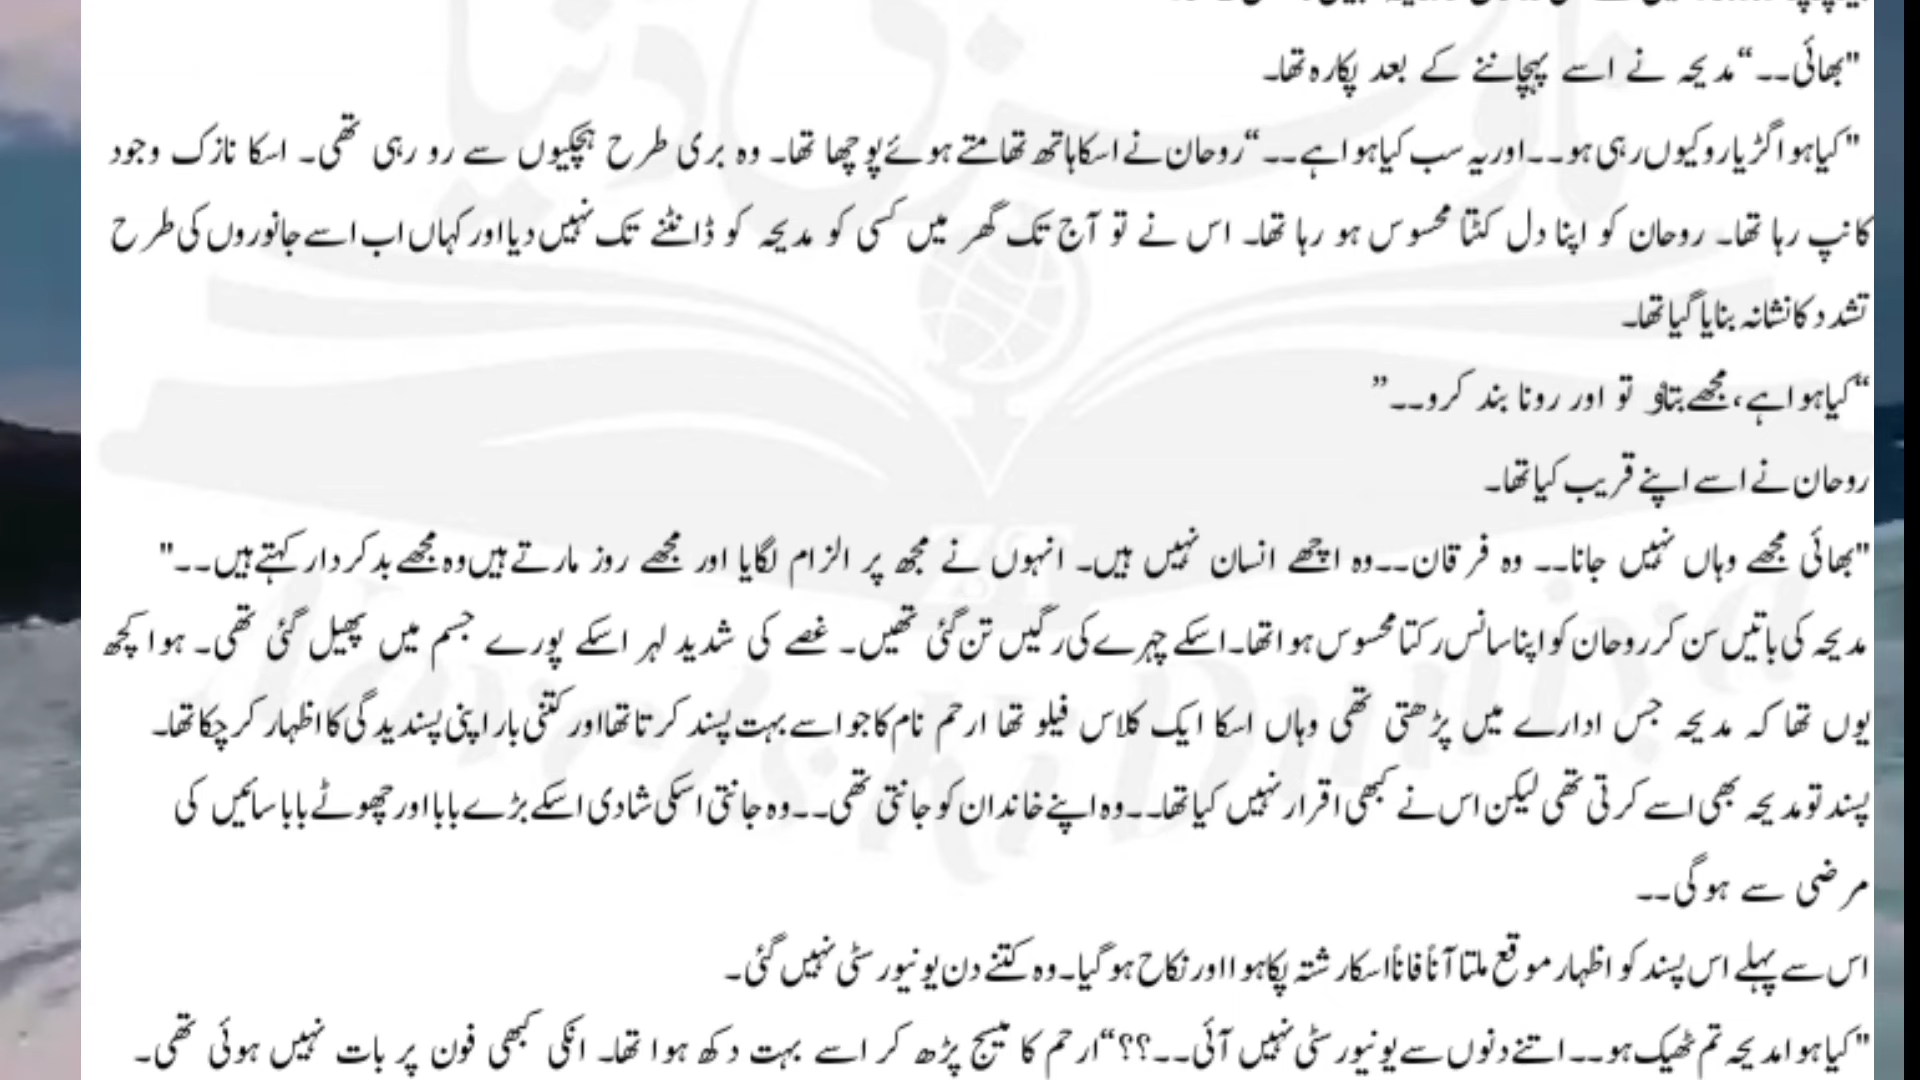 "بھائی۔۔“ مدیحہ نے اسے پہچاننے کے بعد پکارہ تھا۔
"کیا ہوا گڑیا رو کیوں رہی ہو۔۔اور یہ سب کیا ہوا ہے۔۔“ روحان نے اسکا ہاتھ تھامتے ہوئے پوچھا تھا۔ وہ بری طرح ہچکیوں سے رو رہی تھی۔ اسکا نازک وجود
کانپ رہا تھا۔ روحان کو اپنا دل کٹتا محسوس ہو رہا تھا۔ اس نے تو آج تک گھر میں کسی کو مدیحہ کو ڈانٹنے تک نہیں دیا اور کہاں اب اسے جانوروں کی طرح
تشدد کا نشانہ بنایا گیا تھا۔
“کیا ہوا ہے، مجھے بتاؤ تو اور رونا بند کرو۔۔”
روحان نے اسے اپنے قریب کیا تھا۔
"بھائی مجھے وہاں نہیں جانا۔۔ وہ فرقان۔۔وہ اچھے انسان نہیں ہیں۔ انہوں نے مجھ پر الزام لگایا اور مجھے روز مارتے ہیں وہ مجھے بدکردار کہتے ہیں۔۔"
مدیحہ کی باتیں سن کر روحان کو اپنا سانس رکتا محسوس ہوا تھا۔ اسکے چہرے کی رگیں تن گئی تھیں۔ غصے کی شدید لہر اسکے پورے جسم میں پھیل گئی تھی۔ ہوا کچھ
یوں تھا کہ مدیحہ جس ادارے میں پڑھتی تھی وہاں اسکا ایک کلاس فیلو تھا ارحم نام کا جو اسے بہت پسند کرتا تھا اور کتنی بار اپنی پسندیدگی کا اظہار کر چکا تھا۔
پسند تو مدیحہ بھی اسے کرتی تھی لیکن اس نے کبھی اقرار نہیں کیا تھا۔۔وہ اپنے خاندان کو جانتی تھی۔۔وہ جانتی اسکی شادی اسکے بڑے بابا اور چھوٹے بابا سائیں کی
مرضی سے ہوگی۔۔
اس سے پہلے اس پسند کو اظہار موقع ملتا آناً فاناً اسکا رشتہ پکا ہوا اور نکاح ہو گیا۔ وہ کتنے دن یونیورسٹی نہیں گئی۔
"کیا ہوا مدیحہ تم ٹھیک ہو۔۔اتنے دنوں سے یونیورسٹی نہیں آئی۔۔؟؟“ ارحم کا میسج پڑھ کر اسے بہت دکھ ہوا تھا۔ انکی کبھی فون پر بات نہیں ہوئی تھی۔